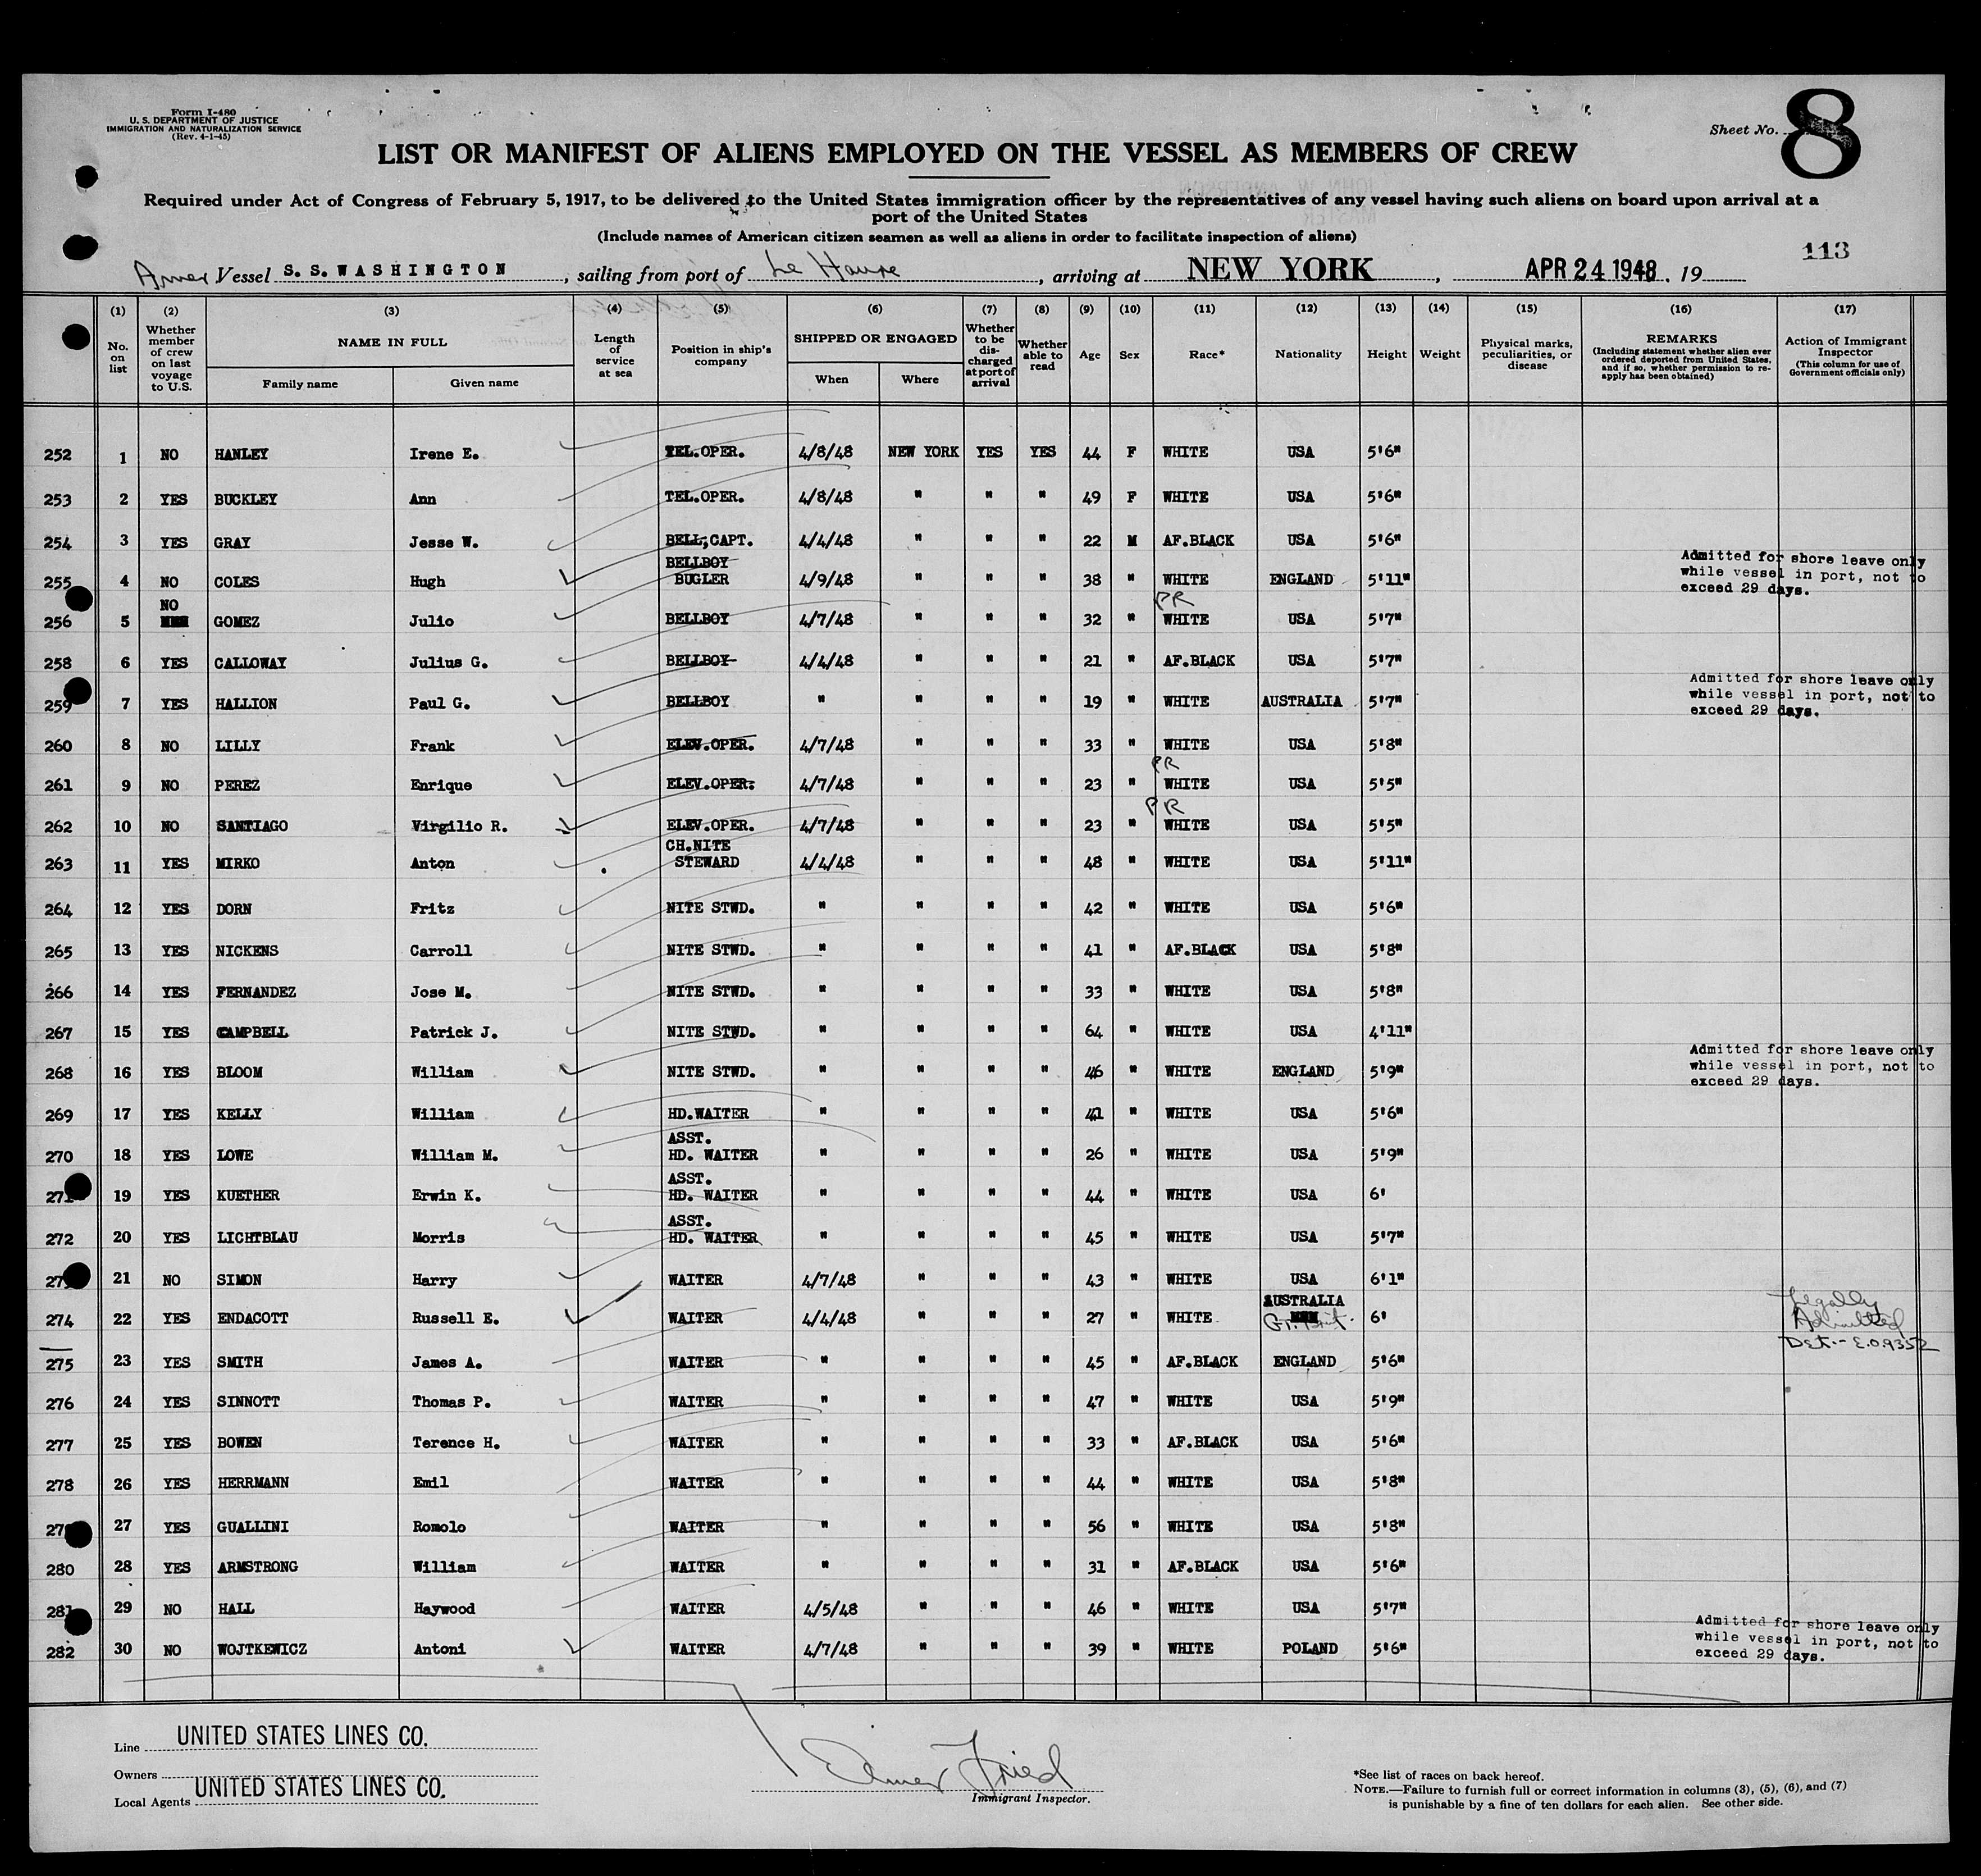 Form I-480
U. S. DEPARTMENT OF JUSTICE
IMMIGRATION AND NATURALIZATION SERVICE
(Rev. 4-1-45)
Sheet No. 8
LIST OR MANIFEST OF ALIENS EMPLOYED ON THE VESSEL AS MEMBERS OF CREW
Required under Act of Congress of February 5, 1917, to be delivered to the United States immigration officer by the representatives of any vessel having such aliens on board upon arrival at a
port of the United States
(Include names of American citizen seamen as well as aliens in order to facilitate inspection of aliens)
113
Amer Vessel S. S. WASHINGTON, sailing from port of Le Havre, arriving at NEW YORK, APR 24 1948, 19
(1) (2) (3) (4) (5) (6) (7) (8) (9) (10) (11) (12) (13) (14) (15) (16) (17)
No. on list
Whether member of crew on last voyage to U.S.
NAME IN FULL
Family name
Given name
Length of service at sea
Position in ship's company
SHIPPED OR ENGAGED
When
Where
Whether to be discharged at port of arrival
Whether able to read
Age
Sex
Race*
Nationality
Height
Weight
Physical marks, peculiarities, or disease
REMARKS
(Including statement whether alien ever ordered deported from United States, and if so, whether permission to re-apply has been obtained)
Action of Immigrant Inspector
(This column for use of Government officials only)
252 1 NO HANLEY Irene E. TEL.OPER. 4/8/48 NEW YORK YES YES 44 F WHITE USA 5'6"
253 2 YES BUCKLEY Ann TEL.OPER. 4/8/48 " " " 49 F WHITE USA 5'6"
254 3 YES GRAY Jesse W. BELL;CAPT. 4/4/48 " " " 22 M AF.BLACK USA 5'6"
255 4 NO COLES Hugh BELLBOY BUGLER 4/9/48 " " " 38 " WHITE ENGLAND 5'11" Admitted for shore leave only while vessel in port, not to exceed 29 days.
256 5 NO GOMEZ Julio BELLBOY 4/7/48 " " " 32 " PR WHITE USA 5'7"
258 6 YES CALLOWAY Julius G. BELLBOY 4/4/48 " " " 21 " AF.BLACK USA 5'7"
259 7 YES HALLION Paul G. BELLBOY " " " " 19 " WHITE AUSTRALIA 5'7" Admitted for shore leave only while vessel in port, not to exceed 29 days.
260 8 NO LILLY Frank ELEV.OPER. 4/7/48 " " " 33 " WHITE USA 5'8"
261 9 NO PEREZ Enrique ELEV.OPER. 4/7/48 " " " 23 " PR WHITE USA 5'5"
262 10 NO SANTIAGO Virgilio R. ELEV.OPER. 4/7/48 " " " 23 " PR WHITE USA 5'5"
263 11 YES MIRKO Anton CH.NITE STEWARD 4/4/48 " " " 48 " WHITE USA 5'11"
264 12 YES DORN Fritz NITE STWD. " " " " 42 " WHITE USA 5'6"
265 13 YES NICKENS Carroll NITE STWD. " " " " 41 " AF.BLACK USA 5'8"
266 14 YES FERNANDEZ Jose M. NITE STWD. " " " " 33 " WHITE USA 5'8"
267 15 YES CAMPBELL Patrick J. NITE STWD. " " " " 64 " WHITE USA 4'11"
268 16 YES BLOOM William NITE STWD. " " " " 46 " WHITE ENGLAND 5'9" Admitted for shore leave only while vessel in port, not to exceed 29 days.
269 17 YES KELLY William HD.WAITER " " " " 41 " WHITE USA 5'6"
270 18 YES LOWE William M. ASST. HD. WAITER " " " " 26 " WHITE USA 5'9"
271 19 YES KUETHER Erwin K. ASST. HD. WAITER " " " " 44 " WHITE USA 6'
272 20 YES LICHTBLAU Morris ASST. HD. WAITER " " " " 45 " WHITE USA 5'7"
27 21 NO SIMON Harry WAITER 4/7/48 " " " 43 " WHITE USA 6'1"
274 22 YES ENDACOTT Russell E. WAITER 4/4/48 " " " 27 " WHITE AUSTRALIA Gt. Brit. 6' Legally Admitted Det.- E.O.9352
275 23 YES SMITH James A. WAITER " " " " 45 " AF.BLACK ENGLAND 5'6"
276 24 YES SINNOTT Thomas P. WAITER " " " " 47 " WHITE USA 5'9"
277 25 YES BOWEN Terence H. WAITER " " " " 33 " AF.BLACK USA 5'6"
278 26 YES HERRMANN Emil WAITER " " " " 44 " WHITE USA 5'8"
27 27 YES GUALLINI Romolo WAITER " " " " 56 " WHITE USA 5'8"
280 28 YES ARMSTRONG William WAITER " " " " 31 " AF.BLACK USA 5'6"
281 29 NO HALL Haywood WAITER 4/5/48 " " " 46 " WHITE USA 5'7"
282 30 NO WOJTKEWICZ Antoni WAITER 4/7/48 " " " 39 " WHITE POLAND 5'6" Admitted for shore leave only while vessel in port, not to exceed 29 days.
Line UNITED STATES LINES CO.
Owners
Local Agents UNITED STATES LINES CO.
Elmer Fried
Immigrant Inspector.
*See list of races on back hereof.
NOTE.—Failure to furnish full or correct information in columns (3), (5), (6), and (7)
is punishable by a fine of ten dollars for each alien. See other side.